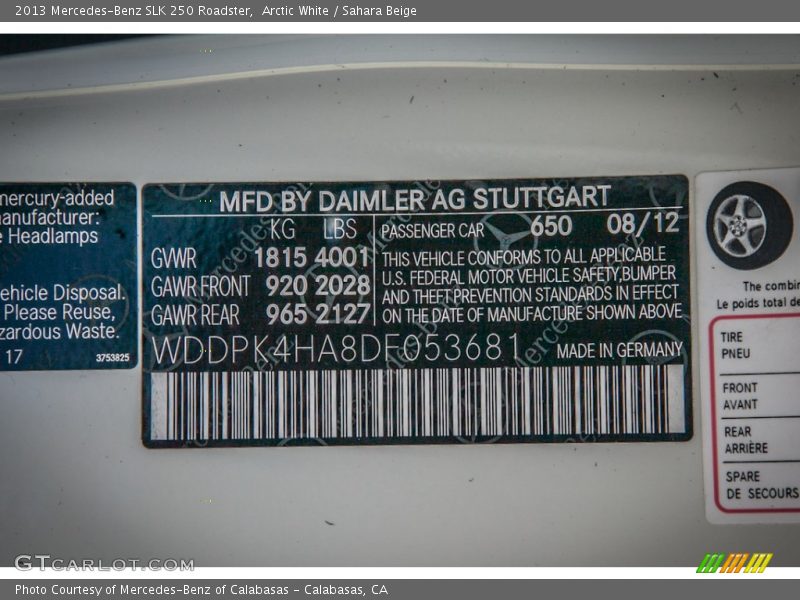 2013 Mercedes-Benz SLK 250 Roadster,  Arctic White / Sahara Beige
mercury-added
anufacturer:
e Headlamps
ehicle Disposal.
Please Reuse,
zardous Waste.
17
3753825
MFD BY DAIMLER AG STUTTGART
KG LBS
GWR 1815 4001
GAWR FRONT 920 2028
GAWR REAR 965 2127
PASSENGER CAR 650 08/12
THIS VEHICLE CONFORMS TO ALL APPLICABLE
U.S. FEDERAL MOTOR VEHICLE SAFETY,BUMPER
AND THEFT PREVENTION STANDARDS IN EFFECT
ON THE DATE OF MANUFACTURE SHOWN ABOVE
WDDPK4HA8DF053681 MADE IN GERMANY
The combin
Le poids total de
TIRE
PNEU
FRONT
AVANT
REAR
ARRIÈRE
SPARE
DE SECOURS
GTCARLOT.COM
Photo Courtesy of Mercedes-Benz of Calabasas - Calabasas, CA